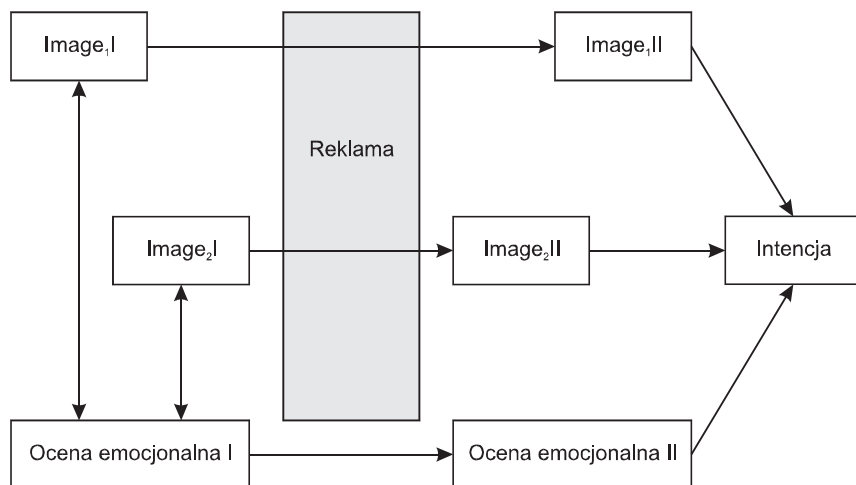 Image₁I
Image₁II
Reklama
Image₂I
Image₂II
Intencja
Ocena emocjonalna I
Ocena emocjonalna II